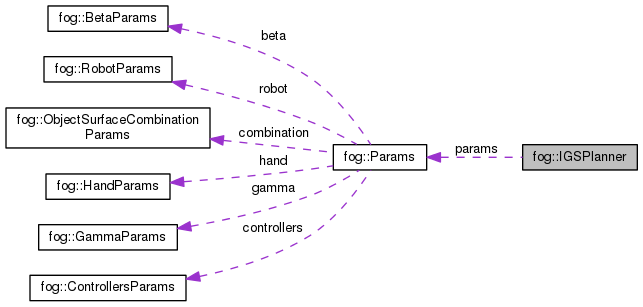 fog::BetaParams
beta
fog::RobotParams
robot
fog::ObjectSurfaceCombination
Params
combination
fog::HandParams
hand
fog::GammaParams
gamma
fog::ControllersParams
controllers
fog::Params
params
fog::IGSPlanner